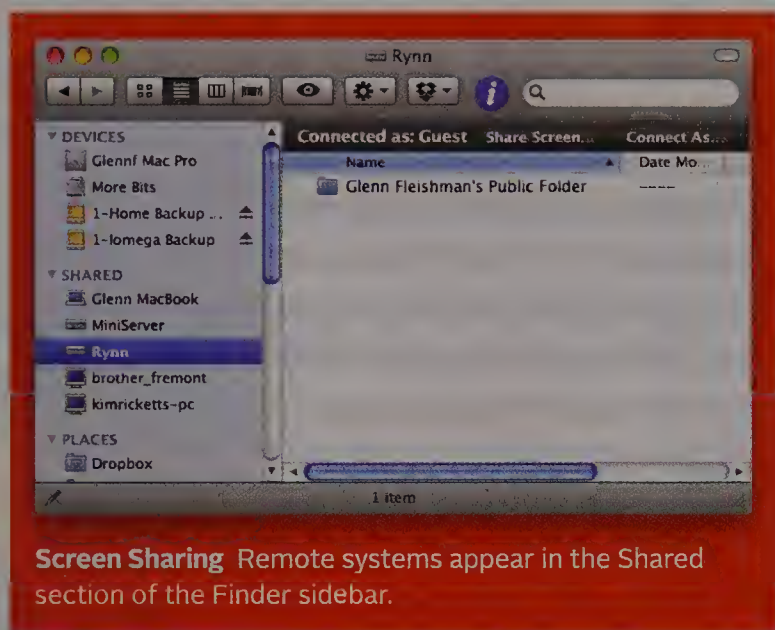 Rynn
DEVICES
Glennf Mac Pro
More Bits
1-Home Backup ...
1-Iomega Backup
SHARED
Glenn MacBook
MiniServer
Rynn
brother_fremont
kimricketts-pc
PLACES
Dropbox
Connected as: Guest Share Screen... Connect As...
Name Date Mo...
Glenn Fleishman's Public Folder ----
1 item
Screen Sharing Remote systems appear in the Shared
section of the Finder sidebar.